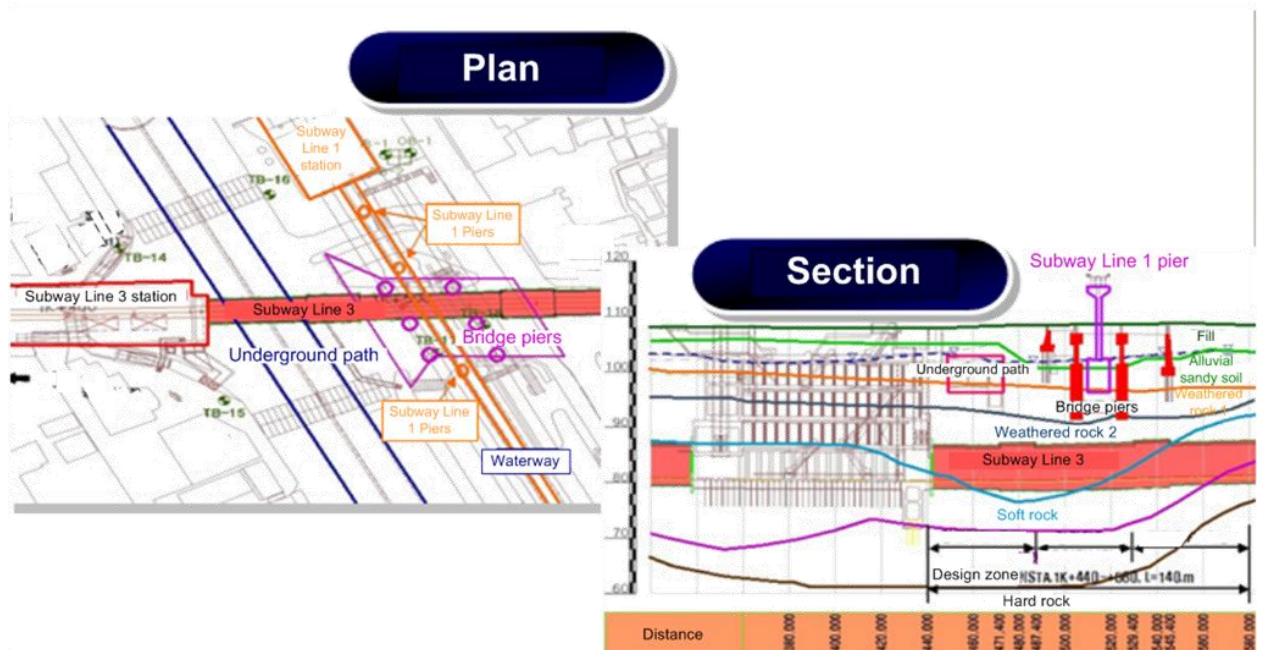 Plan
Subway
Line 1
station
TB-16
Subway Line
1 Piers
TB-14
Subway Line 3 station
Subway Line 3
Bridge piers
Underground path
TB-15
Subway Line
1 Piers
Waterway
Section
Subway Line 1 pier
120
110
100
90
80
70
60
Fill
Underground path
Alluvial
sandy soil
Weathered
rock 1
Bridge piers
Weathered rock 2
Subway Line 3
Soft rock
Design zone
L=140.m
Hard rock
Distance